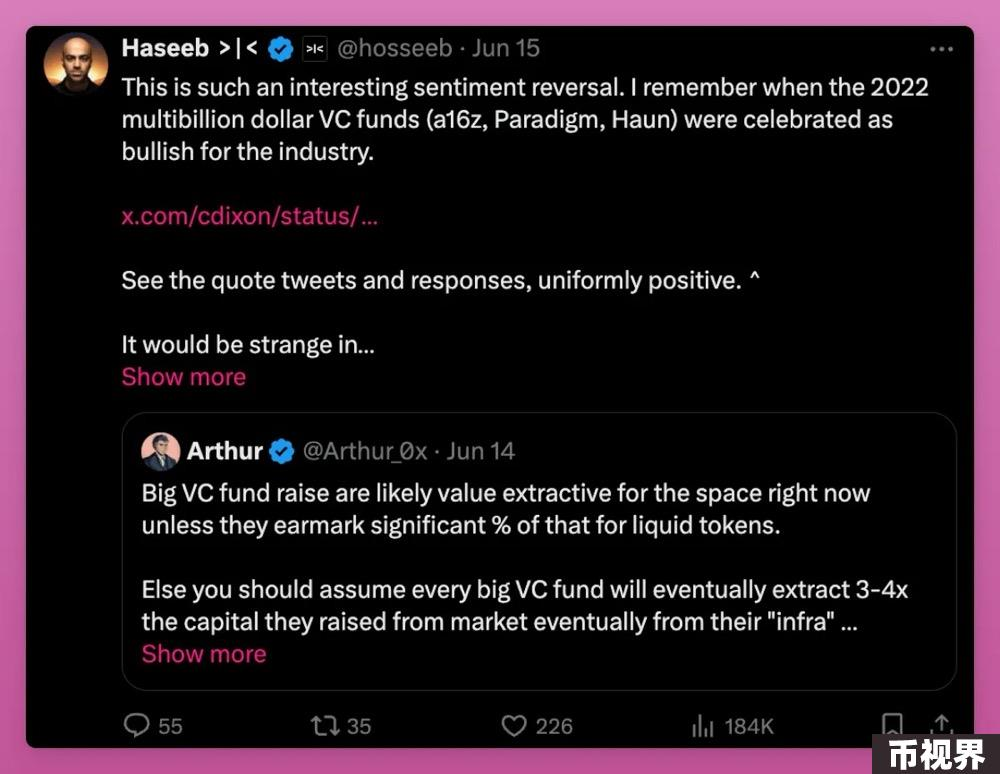 Haseeb >|< >|< @hosseeb · Jun 15
This is such an interesting sentiment reversal. I remember when the 2022
multibillion dollar VC funds (a16z, Paradigm, Haun) were celebrated as
bullish for the industry.
x.com/cdixon/status/...
See the quote tweets and responses, uniformly positive. ^
It would be strange in...
Show more
Arthur @Arthur_0x · Jun 14
Big VC fund raise are likely value extractive for the space right now
unless they earmark significant % of that for liquid tokens.
Else you should assume every big VC fund will eventually extract 3-4x
the capital they raised from market eventually from their "infra" ...
Show more
55 35 226 184K
币视界